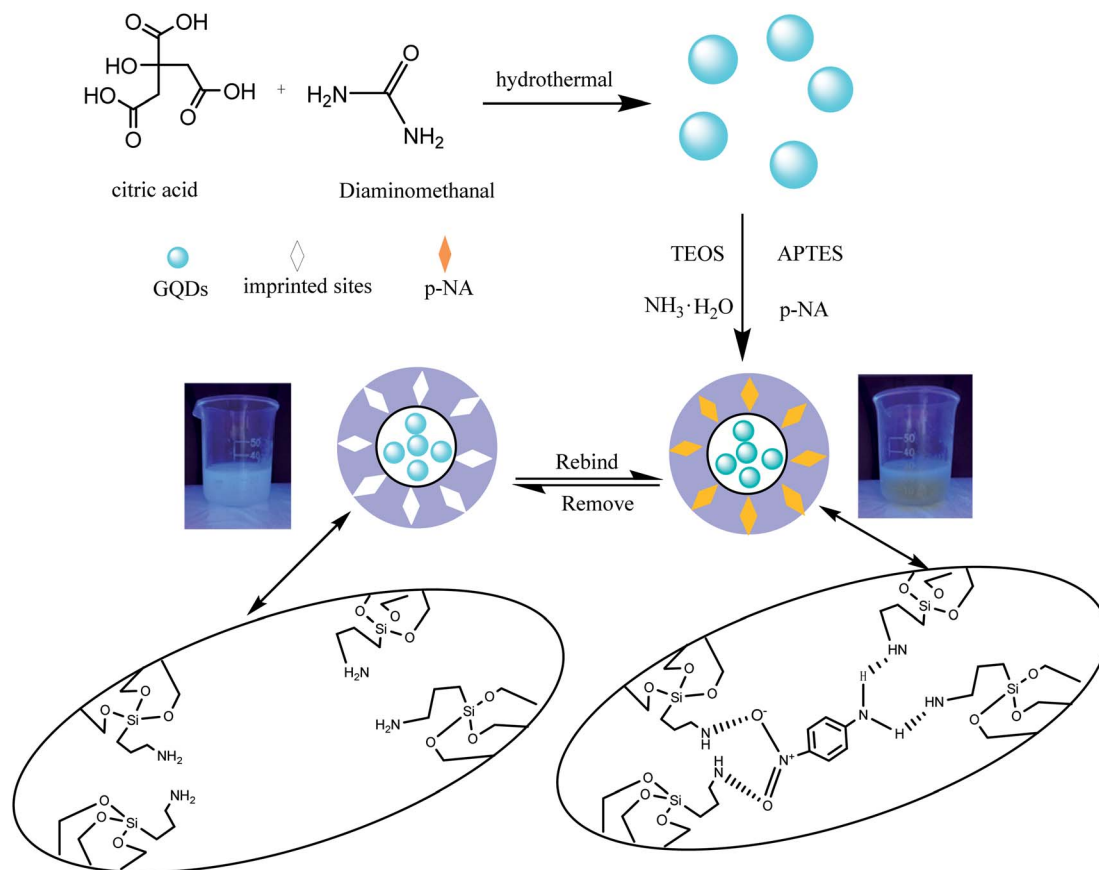 O
OH
HO
OH
HO
O
O
+
O
H₂N
NH₂
hydrothermal
citric acid
Diaminomethanal
GQDs
imprinted sites
p-NA
TEOS
APTES
NH₃·H₂O
p-NA
50
40
Rebind
Remove
50
40
O
Si
O
O
H₂N
O
O
Si
O
NH₂
H₂N
Si
O
O
O
NH₂
O
O
Si
O
O
Si
O
O
HN
H
N
H
HN
Si
O
O
O
O
O
Si
O
N
H
O⁻
N⁺
O
H
N
O
O
Si
O